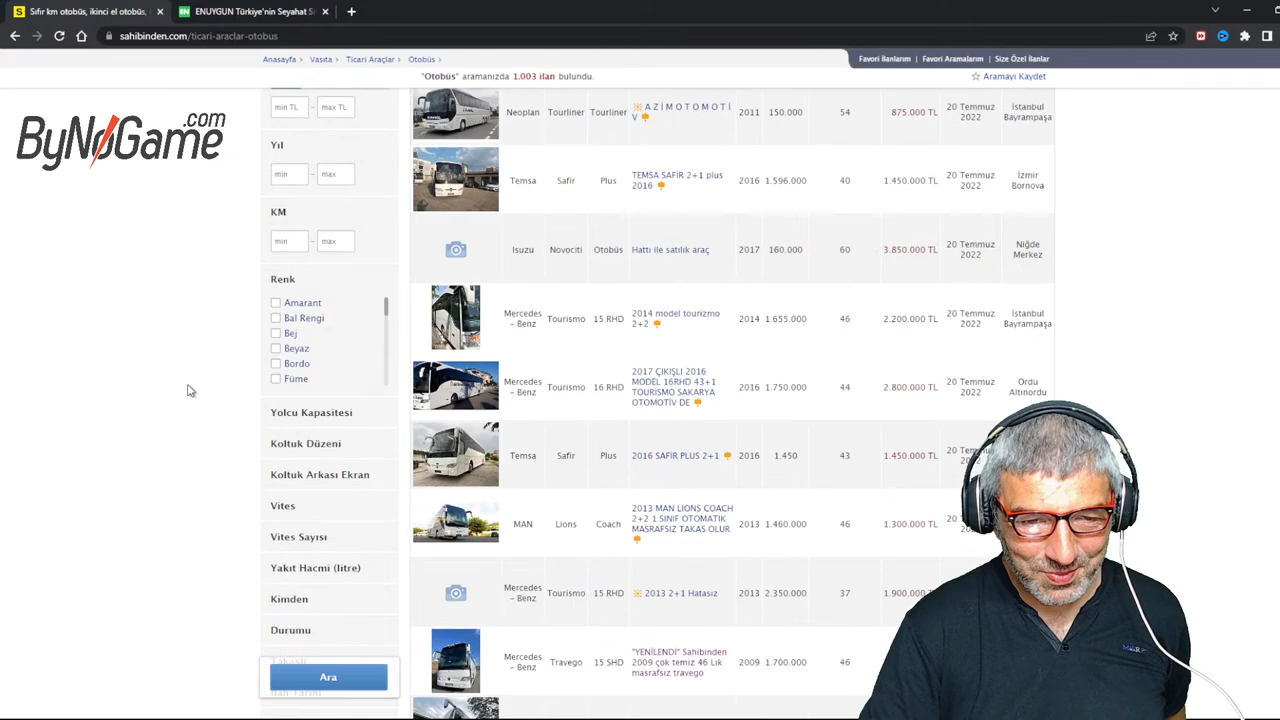 Sıfır km otobüs, ikinci el otobüs,
ENUYGUN Türkiye'nin Seyahat S
sahibinden.com/ticari-araclar-otobus
Anasayfa
Vasıta
Ticari Araçlar
Otobüs
Favori İlanlarım
Favori Aramalarım
Size Özel İlanlar
"Otobüs" aramanızda 1.003 ilan bulundu.
Aramayı Kaydet
ByNoGame.com
min TL - max TL
Yıl
min max
KM
min - max
Renk
Amarant
Bal Rengi
Bej
Beyaz
Bordo
Füme
Yolcu Kapasitesi
Koltuk Düzeni
Koltuk Arkası Ekran
Vites
Vites Sayısı
Yakıt Hacmi (litre)
Kimden
Durumu
Ara
Neoplan Tourliner Tourliner A Z İ M O T O M O T İ V 2011 150.000 54 875.000 TL 20 Temmuz 2022 İstanbul Bayrampaşa
Temsa Safir Plus TEMSA SAFİR 2+1 plus 2016 2016 1.596.000 40 1.450.000 TL 20 Temmuz 2022 İzmir Bornova
Isuzu Novociti Otobüs Hattı ile satılık araç 2017 160.000 60 3.850.000 TL 20 Temmuz 2022 Niğde Merkez
Mercedes - Benz Tourismo 15 RHD 2014 model tourizmo 2+2 2014 1.655.000 46 2.200.000 TL 20 Temmuz 2022 İstanbul Bayrampaşa
Mercedes - Benz Tourismo 16 RHD 2017 ÇIKIŞLI 2016 MODEL 16RHD 43+1 TOURISMO SAKARYA OTOMOTİV DE 2016 1.750.000 44 2.800.000 TL 20 Temmuz 2022 Ordu Altınordu
Temsa Safir Plus 2016 SAFİR PLUS 2+1 2016 1.450 43 1.450.000 TL 20
MAN Lions Coach 2013 MAN LIONS COACH 2+2 1.SINIF OTOMATIK MASRAFSIZ TAKAS OLUR 2013 1.460.000 46 1.300.000 TL 20
Mercedes - Benz Tourismo 15 RHD 2013 2+1 Hatasız 2013 2.350.000 37 1.900.000
Mercedes - Benz Travego 15 SHD "YENİLENDİ" Sahibinden 2009 çok temiz 46 Lık masrafsız travego 2009 1.700.000 46